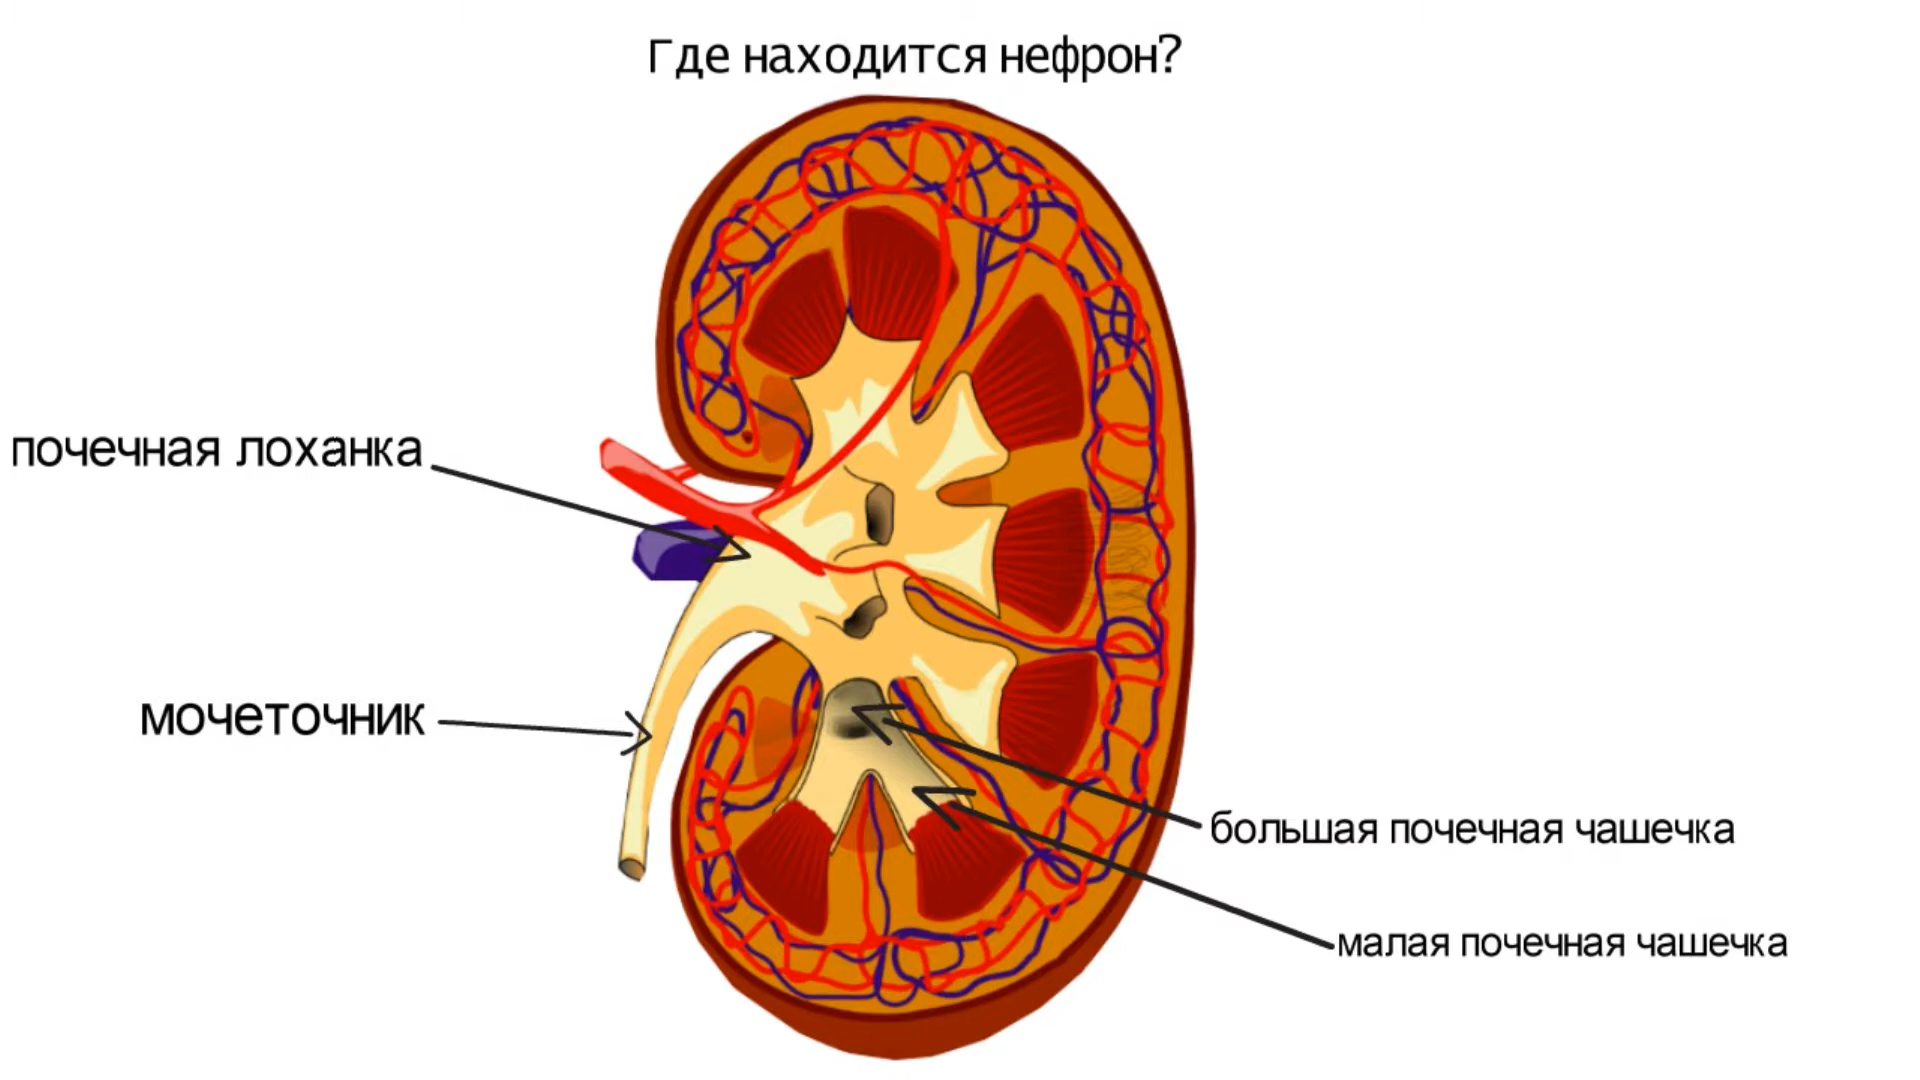 Где находится нефрон?
почечная лоханка
мочеточник
большая почечная чашечка
малая почечная чашечка